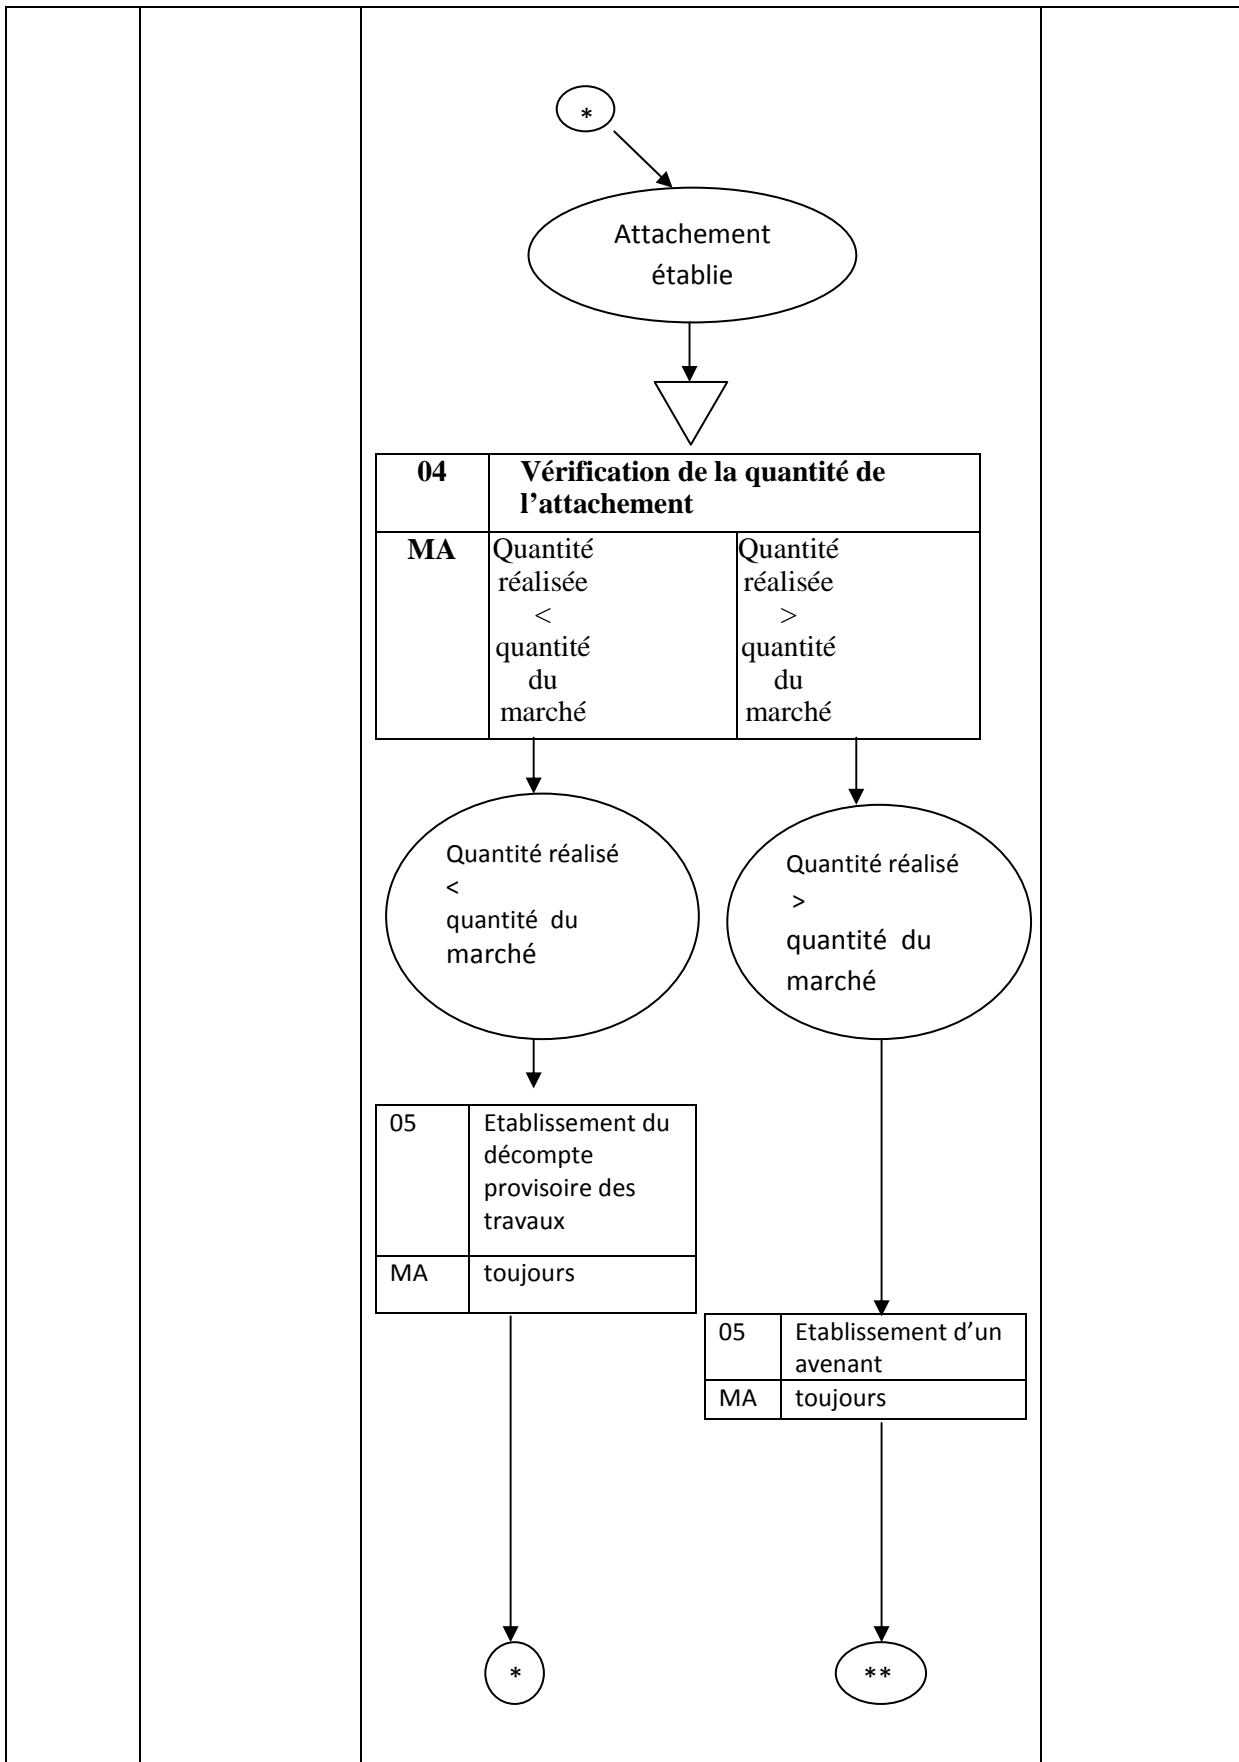 *
Attachement
établie
04
Vérification de la quantité de
l’attachement
MA
Quantité
réalisée
<
quantité
du
marché
Quantité
réalisée
>
quantité
du
marché
Quantité réalisé
<
quantité  du
marché
Quantité réalisé
>
quantité  du
marché
05
Etablissement du
décompte
provisoire des
travaux
MA
toujours
05
Etablissement d’un
avenant
MA
toujours
*
**